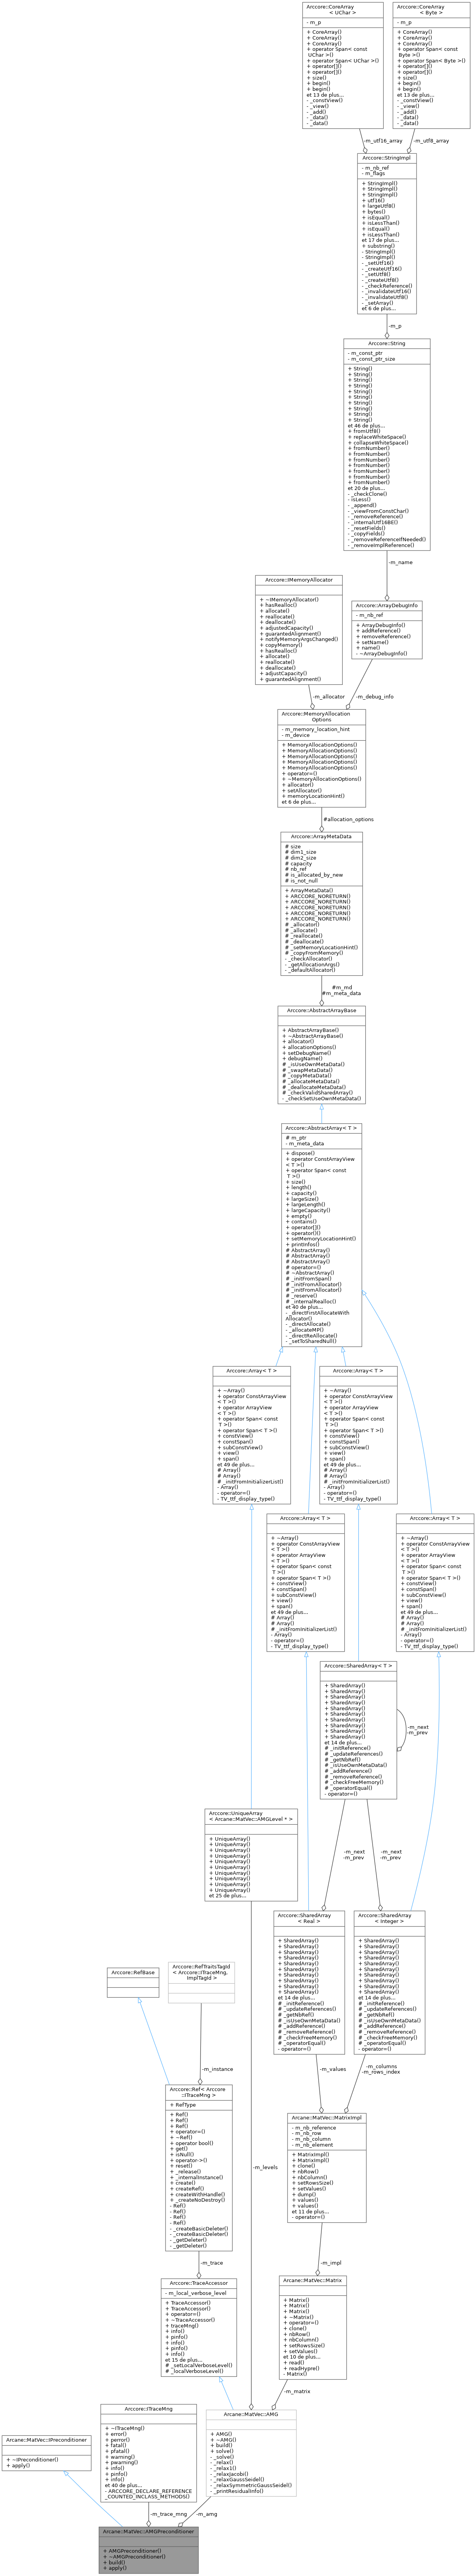 Arccore::CoreArray
< UChar >
- m_p
+ CoreArray()
+ CoreArray()
+ CoreArray()
+ operator Span< const
UChar >()
+ operator Span< UChar >()
+ operator[]()
+ operator[]()
+ size()
+ begin()
+ begin()
et 13 de plus...
- _constView()
- _view()
- _add()
- _data()
- _data()
Arccore::CoreArray
< Byte >
- m_p
+ CoreArray()
+ CoreArray()
+ CoreArray()
+ operator Span< const
Byte >()
+ operator Span< Byte >()
+ operator[]()
+ operator[]()
+ size()
+ begin()
+ begin()
et 13 de plus...
- _constView()
- _view()
- _add()
- _data()
- _data()
-m_utf16_array
-m_utf8_array
Arccore::StringImpl
- m_nb_ref
- m_flags
+ StringImpl()
+ StringImpl()
+ StringImpl()
+ utf16()
+ largeUtf8()
+ bytes()
+ isEqual()
+ isLessThan()
+ isEqual()
+ isLessThan()
et 17 de plus...
+ substring()
- StringImpl()
- StringImpl()
- _setUtf16()
- _createUtf16()
- _setUtf8()
- _createUtf8()
- _checkReference()
- _invalidateUtf16()
- _invalidateUtf8()
- _setArray()
et 6 de plus...
-m_p
Arccore::String
- m_const_ptr
- m_const_ptr_size
+ String()
+ String()
+ String()
+ String()
+ String()
+ String()
+ String()
+ String()
+ String()
+ String()
et 46 de plus...
+ fromUtf8()
+ replaceWhiteSpace()
+ collapseWhiteSpace()
+ fromNumber()
+ fromNumber()
+ fromNumber()
+ fromNumber()
+ fromNumber()
+ fromNumber()
+ fromNumber()
et 20 de plus...
- _checkClone()
- isLess()
- _append()
- _viewFromConstChar()
- _removeReference()
- _internalUtf16BE()
- _resetFields()
- _copyFields()
- _removeReferenceIfNeeded()
- _removeImplReference()
-m_name
Arccore::IMemoryAllocator
+ ~IMemoryAllocator()
+ hasRealloc()
+ allocate()
+ reallocate()
+ deallocate()
+ adjustedCapacity()
+ guarantedAlignment()
+ notifyMemoryArgsChanged()
+ copyMemory()
+ hasRealloc()
+ allocate()
+ reallocate()
+ deallocate()
+ adjustCapacity()
+ guarantedAlignment()
Arccore::ArrayDebugInfo
- m_nb_ref
+ ArrayDebugInfo()
+ addReference()
+ removeReference()
+ setName()
+ name()
- ~ArrayDebugInfo()
-m_allocator
-m_debug_info
Arccore::MemoryAllocation
Options
- m_memory_location_hint
- m_device
+ MemoryAllocationOptions()
+ MemoryAllocationOptions()
+ MemoryAllocationOptions()
+ MemoryAllocationOptions()
+ MemoryAllocationOptions()
+ operator=()
+ ~MemoryAllocationOptions()
+ allocator()
+ setAllocator()
+ memoryLocationHint()
et 6 de plus...
#allocation_options
Arccore::ArrayMetaData
# size
# dim1_size
# dim2_size
# capacity
# nb_ref
# is_allocated_by_new
# is_not_null
+ ArrayMetaData()
+ ARCCORE_NORETURN()
+ ARCCORE_NORETURN()
+ ARCCORE_NORETURN()
+ ARCCORE_NORETURN()
+ ARCCORE_NORETURN()
# _allocator()
# _allocate()
# _reallocate()
# _deallocate()
# _setMemoryLocationHint()
# _copyFromMemory()
- _checkAllocator()
- _getAllocationArgs()
- _defaultAllocator()
#m_md
#m_meta_data
Arccore::AbstractArrayBase
+ AbstractArrayBase()
+ ~AbstractArrayBase()
+ allocator()
+ allocationOptions()
+ setDebugName()
+ debugName()
# _isUseOwnMetaData()
# _swapMetaData()
# _copyMetaData()
# _allocateMetaData()
# _deallocateMetaData()
# _checkValidSharedArray()
- _checkSetUseOwnMetaData()
Arccore::AbstractArray< T >
# m_ptr
- m_meta_data
+ dispose()
+ operator ConstArrayView
< T >()
+ operator Span< const
T >()
+ size()
+ length()
+ capacity()
+ largeSize()
+ largeLength()
+ largeCapacity()
+ empty()
+ contains()
+ operator[]()
+ operator()()
+ setMemoryLocationHint()
+ printInfos()
# AbstractArray()
# AbstractArray()
# AbstractArray()
# operator=()
# ~AbstractArray()
# _initFromSpan()
# _initFromAllocator()
# _initFromAllocator()
# _reserve()
# _internalRealloc()
et 40 de plus...
- _directFirstAllocateWith
Allocator()
- _directAllocate()
- _allocateMP()
- _directReAllocate()
- _setToSharedNull()
Arccore::Array< T >
+ ~Array()
+ operator ConstArrayView
< T >()
+ operator ArrayView
< T >()
+ operator Span< const
T >()
+ operator Span< T >()
+ constView()
+ constSpan()
+ subConstView()
+ view()
+ span()
et 49 de plus...
# Array()
# Array()
# _initFromInitializerList()
- Array()
- operator=()
- TV_ttf_display_type()
Arccore::Array< T >
+ ~Array()
+ operator ConstArrayView
< T >()
+ operator ArrayView
< T >()
+ operator Span< const
T >()
+ operator Span< T >()
+ constView()
+ constSpan()
+ subConstView()
+ view()
+ span()
et 49 de plus...
# Array()
# Array()
# _initFromInitializerList()
- Array()
- operator=()
- TV_ttf_display_type()
Arccore::Array< T >
+ ~Array()
+ operator ConstArrayView
< T >()
+ operator ArrayView
< T >()
+ operator Span< const
T >()
+ operator Span< T >()
+ constView()
+ constSpan()
+ subConstView()
+ view()
+ span()
et 49 de plus...
# Array()
# Array()
# _initFromInitializerList()
- Array()
- operator=()
- TV_ttf_display_type()
Arccore::Array< T >
+ ~Array()
+ operator ConstArrayView
< T >()
+ operator ArrayView
< T >()
+ operator Span< const
T >()
+ operator Span< T >()
+ constView()
+ constSpan()
+ subConstView()
+ view()
+ span()
et 49 de plus...
# Array()
# Array()
# _initFromInitializerList()
- Array()
- operator=()
- TV_ttf_display_type()
Arccore::SharedArray< T >
+ SharedArray()
+ SharedArray()
+ SharedArray()
+ SharedArray()
+ SharedArray()
+ SharedArray()
+ SharedArray()
+ SharedArray()
+ SharedArray()
+ SharedArray()
et 14 de plus...
# _initReference()
# _updateReferences()
# _getNbRef()
# _isUseOwnMetaData()
# _addReference()
# _removeReference()
# _checkFreeMemory()
# _operatorEqual()
- operator=()
-m_next
-m_prev
Arccore::UniqueArray
< Arcane::MatVec::AMGLevel * >
+ UniqueArray()
+ UniqueArray()
+ UniqueArray()
+ UniqueArray()
+ UniqueArray()
+ UniqueArray()
+ UniqueArray()
+ UniqueArray()
+ UniqueArray()
+ UniqueArray()
et 25 de plus...
-m_next
-m_prev
-m_next
-m_prev
Arccore::SharedArray
< Real >
+ SharedArray()
+ SharedArray()
+ SharedArray()
+ SharedArray()
+ SharedArray()
+ SharedArray()
+ SharedArray()
+ SharedArray()
+ SharedArray()
+ SharedArray()
et 14 de plus...
# _initReference()
# _updateReferences()
# _getNbRef()
# _isUseOwnMetaData()
# _addReference()
# _removeReference()
# _checkFreeMemory()
# _operatorEqual()
- operator=()
Arccore::SharedArray
< Integer >
+ SharedArray()
+ SharedArray()
+ SharedArray()
+ SharedArray()
+ SharedArray()
+ SharedArray()
+ SharedArray()
+ SharedArray()
+ SharedArray()
+ SharedArray()
et 14 de plus...
# _initReference()
# _updateReferences()
# _getNbRef()
# _isUseOwnMetaData()
# _addReference()
# _removeReference()
# _checkFreeMemory()
# _operatorEqual()
- operator=()
Arccore::RefBase
Arccore::RefTraitsTagId
< Arccore::ITraceMng,
ImplTagId >
-m_instance
-m_values
-m_columns
-m_rows_index
Arccore::Ref< Arccore
::ITraceMng >
+ RefType
+ Ref()
+ Ref()
+ Ref()
+ operator=()
+ ~Ref()
+ operator bool()
+ get()
+ isNull()
+ operator->()
+ reset()
+ _release()
+ _internalInstance()
+ create()
+ createRef()
+ createWithHandle()
+ _createNoDestroy()
- Ref()
- Ref()
- Ref()
- Ref()
- _createBasicDeleter()
- _createBasicDeleter()
- _getDeleter()
- _getDeleter()
-m_levels
Arcane::MatVec::MatrixImpl
- m_nb_reference
- m_nb_row
- m_nb_column
- m_nb_element
+ MatrixImpl()
+ MatrixImpl()
+ clone()
+ nbRow()
+ nbColumn()
+ setRowsSize()
+ setValues()
+ dump()
+ values()
+ values()
et 11 de plus...
- operator=()
-m_trace
-m_impl
Arccore::TraceAccessor
- m_local_verbose_level
+ TraceAccessor()
+ TraceAccessor()
+ operator=()
+ ~TraceAccessor()
+ traceMng()
+ info()
+ pinfo()
+ info()
+ pinfo()
+ info()
et 15 de plus...
# _setLocalVerboseLevel()
# _localVerboseLevel()
Arcane::MatVec::Matrix
+ Matrix()
+ Matrix()
+ Matrix()
+ ~Matrix()
+ operator=()
+ clone()
+ nbRow()
+ nbColumn()
+ setRowsSize()
+ setValues()
et 10 de plus...
+ read()
+ readHypre()
- Matrix()
-m_matrix
Arcane::MatVec::IPreconditioner
+ ~IPreconditioner()
+ apply()
Arccore::ITraceMng
+ ~ITraceMng()
+ error()
+ perror()
+ fatal()
+ pfatal()
+ warning()
+ pwarning()
+ info()
+ pinfo()
+ info()
et 40 de plus...
- ARCCORE_DECLARE_REFERENCE
_COUNTED_INCLASS_METHODS()
Arcane::MatVec::AMG
+ AMG()
+ ~AMG()
+ build()
+ solve()
- _solve()
- _relax()
- _relax1()
- _relaxJacobi()
- _relaxGaussSeidel()
- _relaxSymmetricGaussSeidel()
- _printResidualInfo()
-m_trace_mng
-m_amg
Arcane::MatVec::AMGPreconditioner
+ AMGPreconditioner()
+ ~AMGPreconditioner()
+ build()
+ apply()